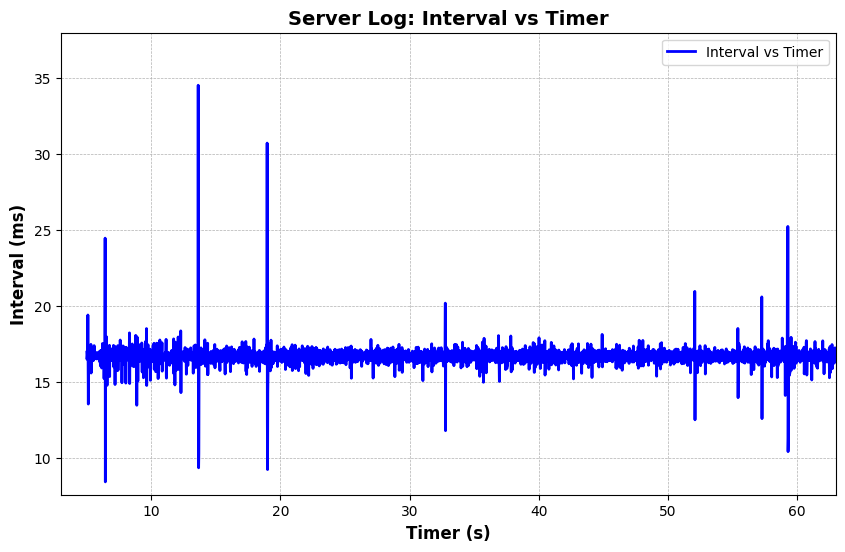 Server Log: Interval vs Timer
Interval vs Timer
Interval (ms)
35
30
25
20
15
10
10 20 30 40 50 60
Timer (s)